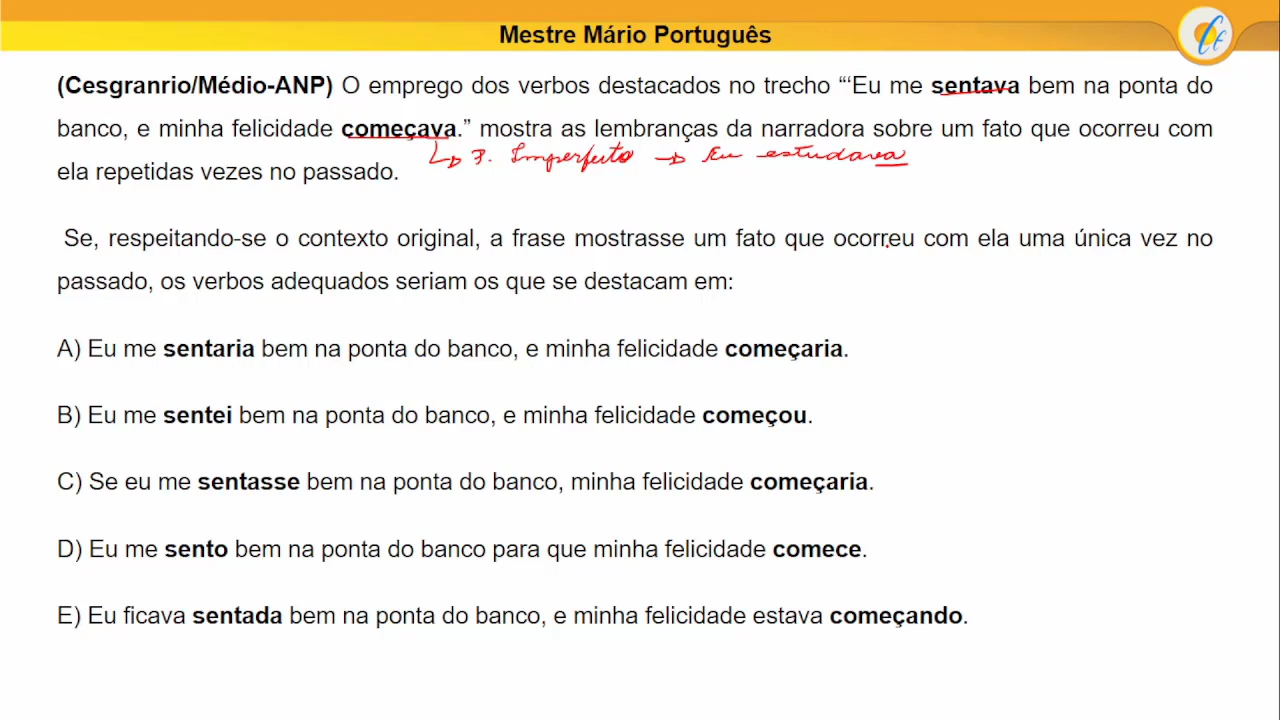 Mestre Mário Português
(Cesgranrio/Médio-ANP) O emprego dos verbos destacados no trecho “‘Eu me sentava bem na ponta do
banco, e minha felicidade começava.” mostra as lembranças da narradora sobre um fato que ocorreu com
P. Imperfeito → Eu estudava
ela repetidas vezes no passado.
Se, respeitando-se o contexto original, a frase mostrasse um fato que ocorreu com ela uma única vez no
passado, os verbos adequados seriam os que se destacam em:
A) Eu me sentaria bem na ponta do banco, e minha felicidade começaria.
B) Eu me sentei bem na ponta do banco, e minha felicidade começou.
C) Se eu me sentasse bem na ponta do banco, minha felicidade começaria.
D) Eu me sento bem na ponta do banco para que minha felicidade comece.
E) Eu ficava sentada bem na ponta do banco, e minha felicidade estava começando.